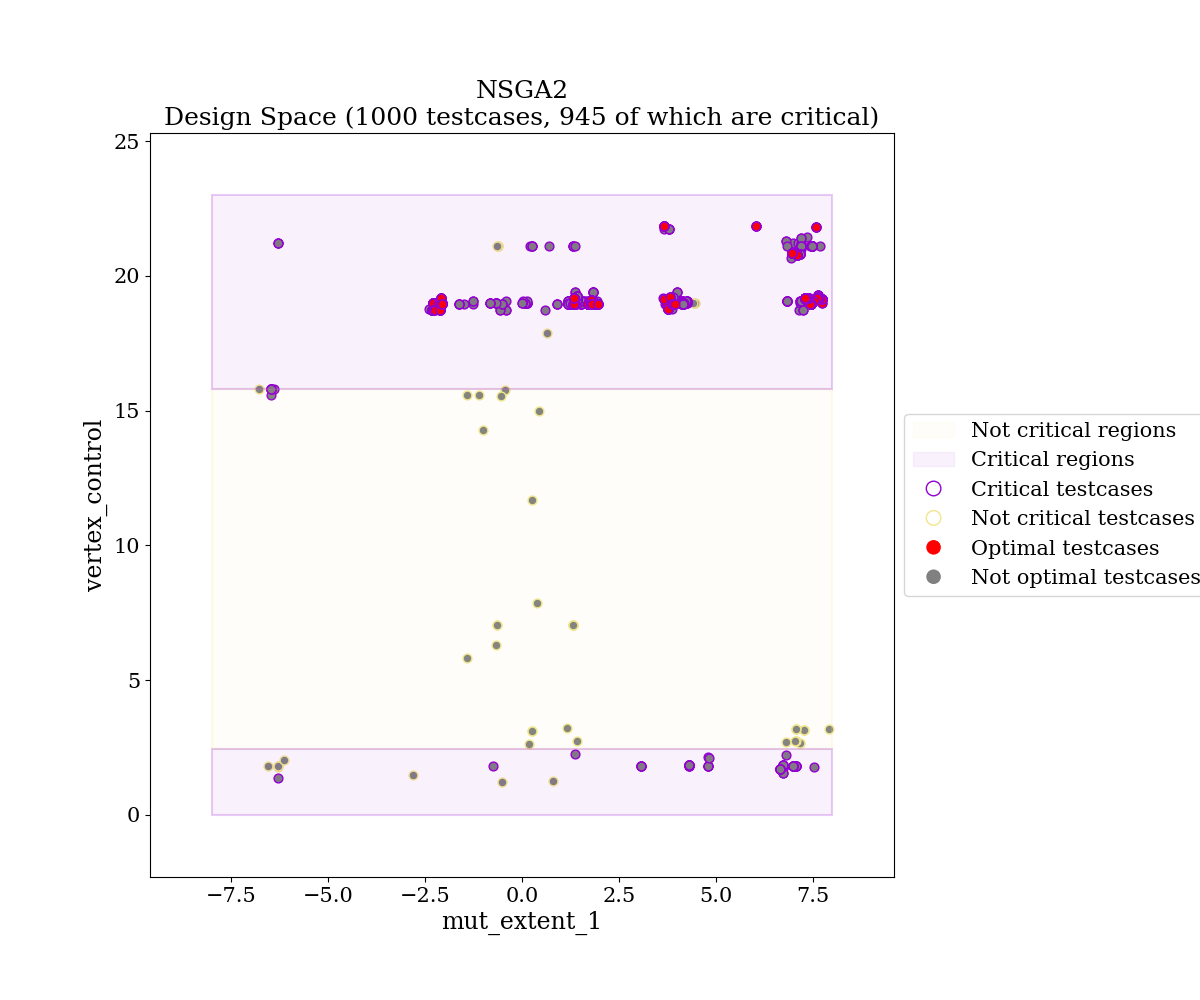 NSGA2
Design Space (1000 testcases, 945 of which are critical)
25
20
15
10
5
0
vertex_control
−7.5
−5.0
−2.5
0.0
2.5
5.0
7.5
mut_extent_1
Not critical regions
Critical regions
Critical testcases
Not critical testcases
Optimal testcases
Not optimal testcases